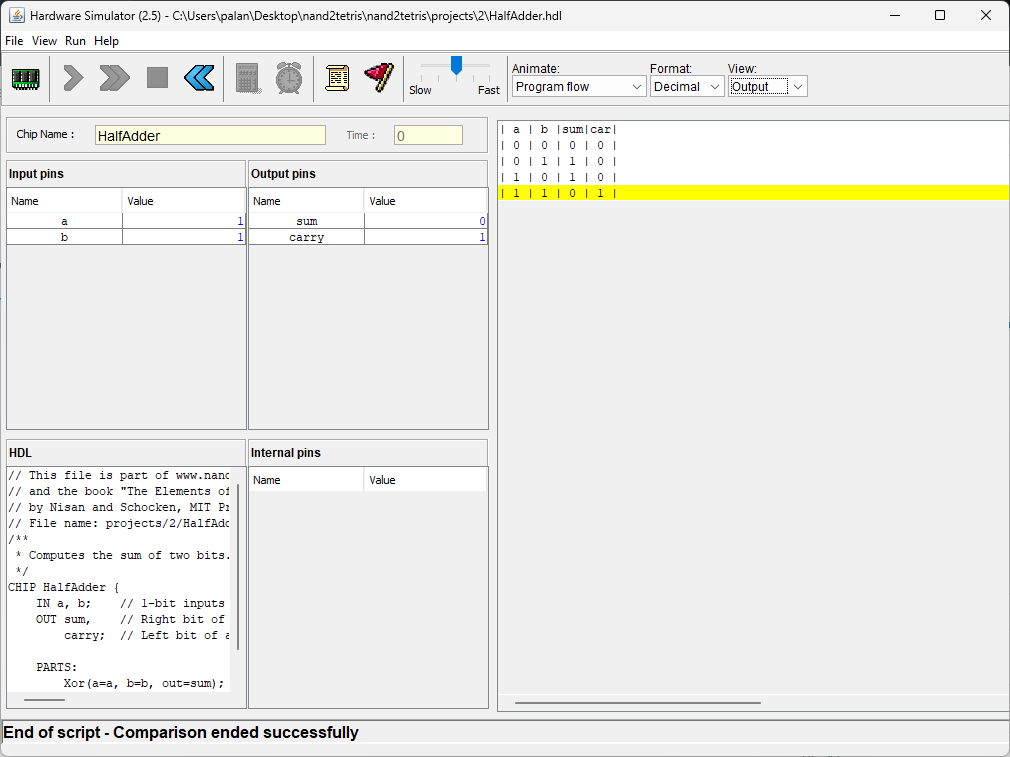 Hardware Simulator (2.5) - C:\Users\palan\Desktop\nand2tetris\nand2tetris\projects\2\HalfAdder.hdl
File View Run Help
Slow Fast
Animate: Format: View:
Program flow Decimal Output
Chip Name : HalfAdder Time : 0
Input pins
Name Value
a 1
b 1
Output pins
Name Value
sum 0
carry 1
HDL
// This file is part of www.nand
// and the book "The Elements of
// by Nisan and Schocken, MIT Pr
// File name: projects/2/HalfAdd
/**
 * Computes the sum of two bits.
 */
CHIP HalfAdder {
    IN a, b;    // 1-bit inputs
    OUT sum,    // Right bit of
        carry;  // Left bit of a
    PARTS:
        Xor(a=a, b=b, out=sum);
Internal pins
Name Value
| a | b |sum|car|
| 0 | 0 | 0 | 0 |
| 0 | 1 | 1 | 0 |
| 1 | 0 | 1 | 0 |
| 1 | 1 | 0 | 1 |
End of script - Comparison ended successfully